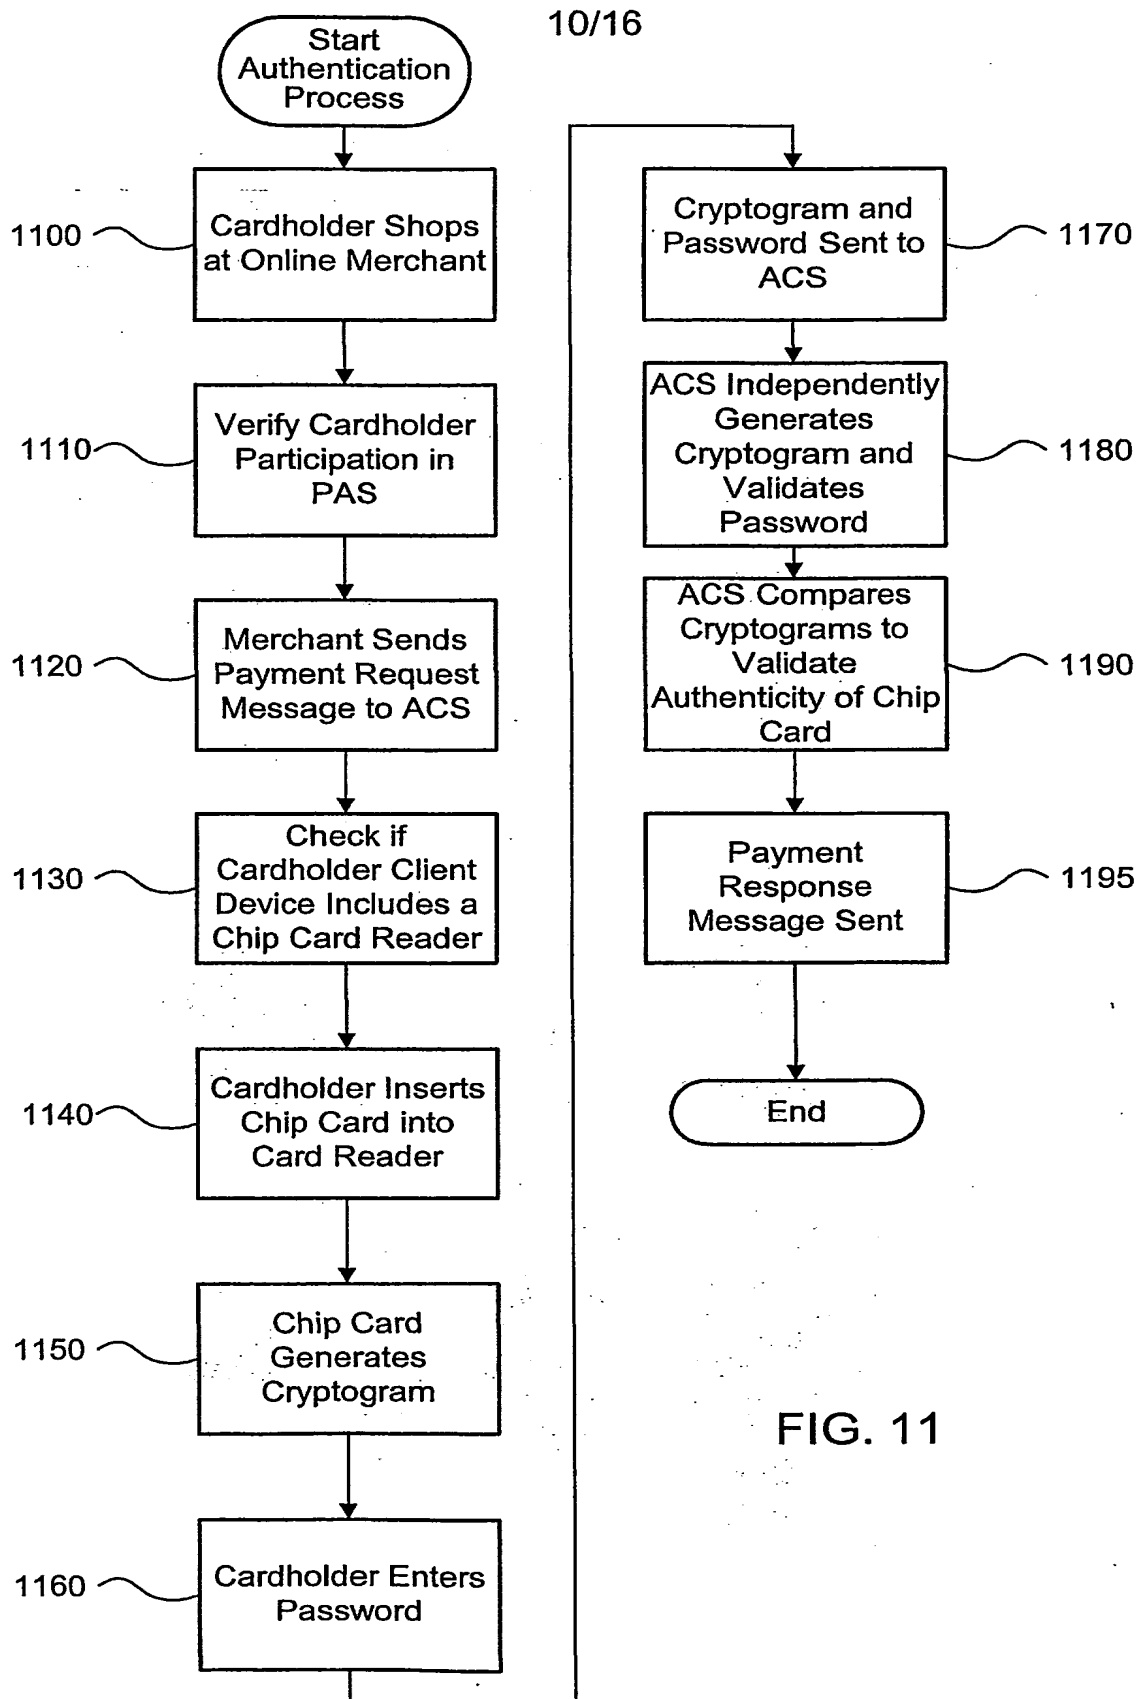 10/16
Start
Authentication
Process
1100
Cardholder Shops
at Online Merchant
1110
Verify Cardholder
Participation in
PAS
1120
Merchant Sends
Payment Request
Message to ACS
1130
Check if
Cardholder Client
Device Includes a
Chip Card Reader
1140
Cardholder Inserts
Chip Card into
Card Reader
1150
Chip Card
Generates
Cryptogram
1160
Cardholder Enters
Password
Cryptogram and
Password Sent to
ACS
1170
ACS Independently
Generates
Cryptogram and
Validates
Password
1180
ACS Compares
Cryptograms to
Validate
Authenticity of Chip
Card
1190
Payment
Response
Message Sent
1195
End
FIG. 11